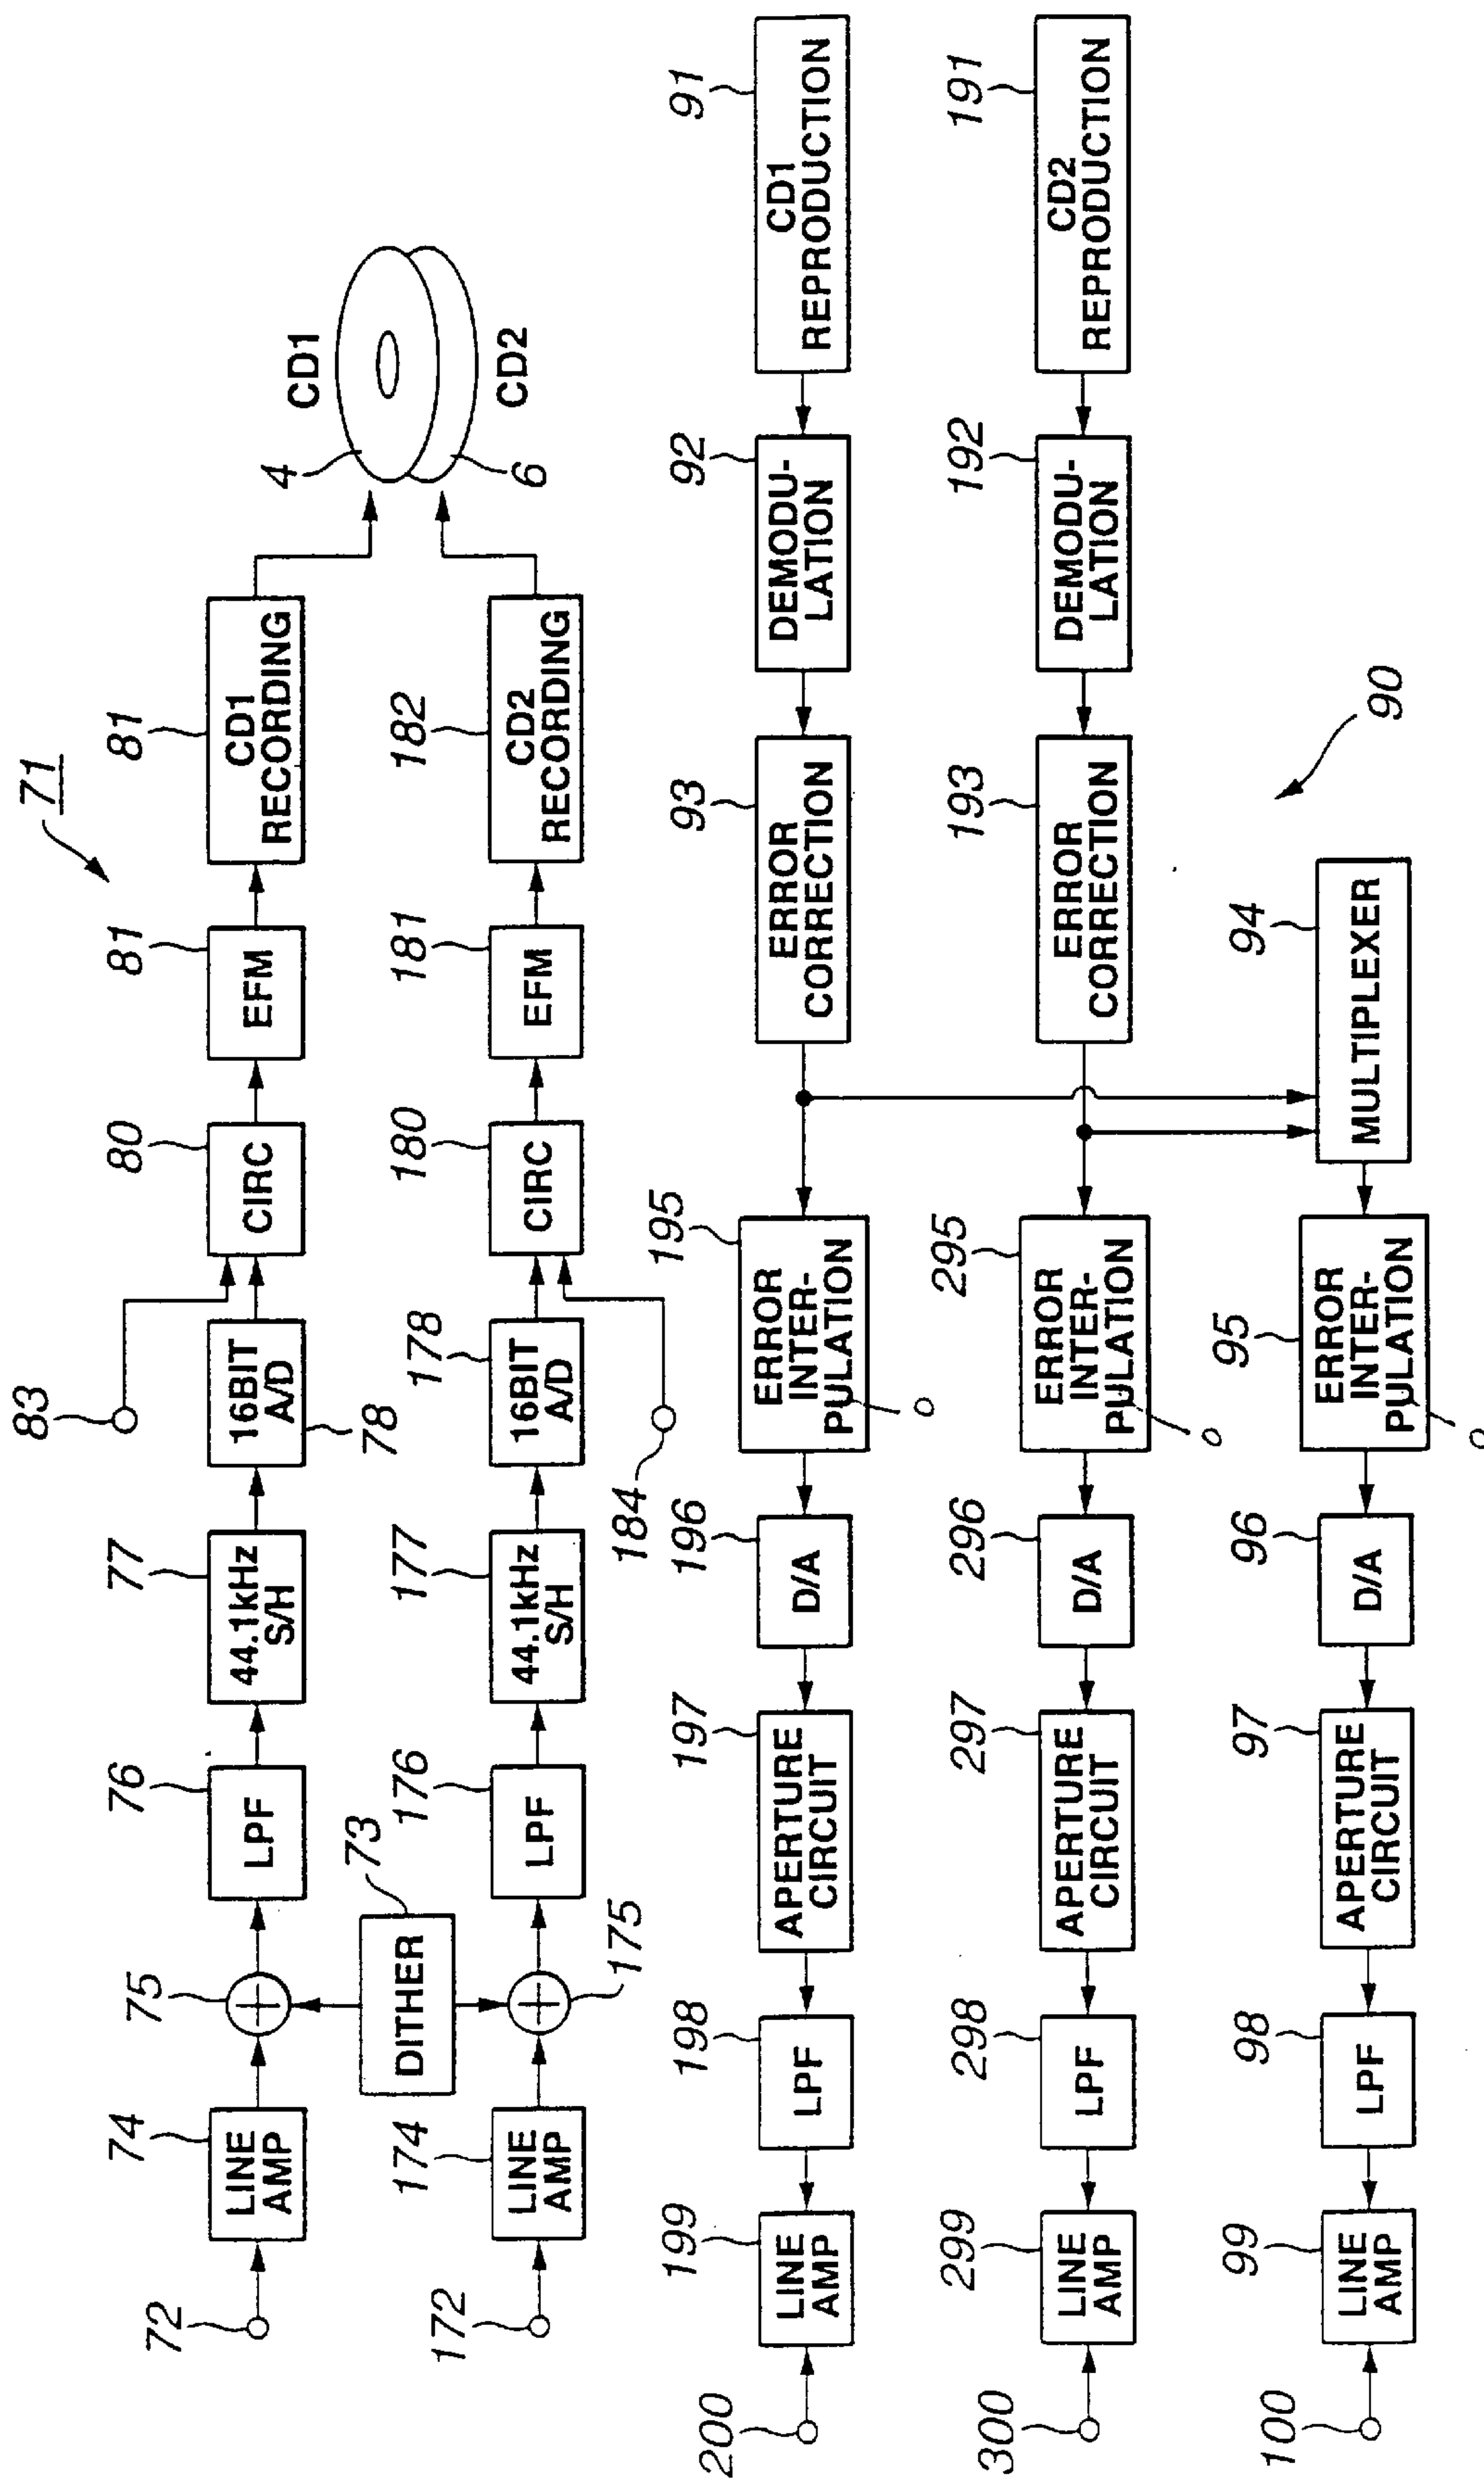 71
72
LINE
AMP
74
75
LPF
76
44.1kHz
S/H
77
16BIT
A/D
78
83
CIRC
80
EFM
81
CD1
RECORDING
81
DITHER
73
172
LINE
AMP
174
175
LPF
176
44.1kHz
S/H
177
16BIT
A/D
178
184
CIRC
180
EFM
181
CD2
RECORDING
182
CD1
4
CD2
6
200
LINE
AMP
199
LPF
198
APERTURE
CIRCUIT
197
D/A
196
ERROR
INTER-
PULATION
o
195
ERROR
CORRECTION
93
DEMODU-
LATION
92
CD1
REPRODUCTION
91
300
LINE
AMP
299
LPF
298
APERTURE
CIRCUIT
297
D/A
296
ERROR
INTER-
PULATION
o
295
ERROR
CORRECTION
193
DEMODU-
LATION
192
CD2
REPRODUCTION
191
100
LINE
AMP
99
LPF
98
APERTURE
CIRCUIT
97
D/A
96
ERROR
INTER-
PULATION
o
95
MULTIPLEXER
94
90